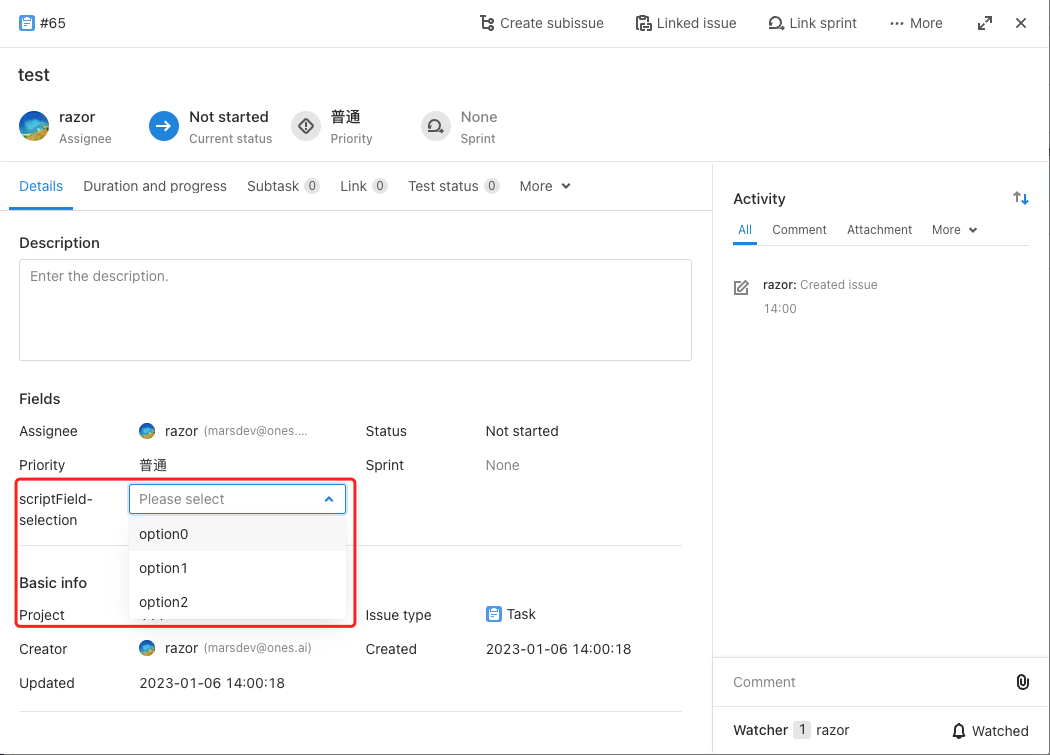 #65 Create subissue Linked issue Link sprint More
test
razor Not started 普通 None
Assignee Current status Priority Sprint
Details Duration and progress Subtask 0 Link 0 Test status 0 More
Description
Enter the description.
Fields
Assignee razor (marsdev@ones.... Status Not started
Priority 普通 Sprint None
scriptField-
selection
Please select
option0
option1
option2
Basic info
Project Issue type Task
Creator razor (marsdev@ones.ai) Created 2023-01-06 14:00:18
Updated 2023-01-06 14:00:18
Activity
All Comment Attachment More
razor: Created issue
14:00
Comment
Watcher 1 razor Watched